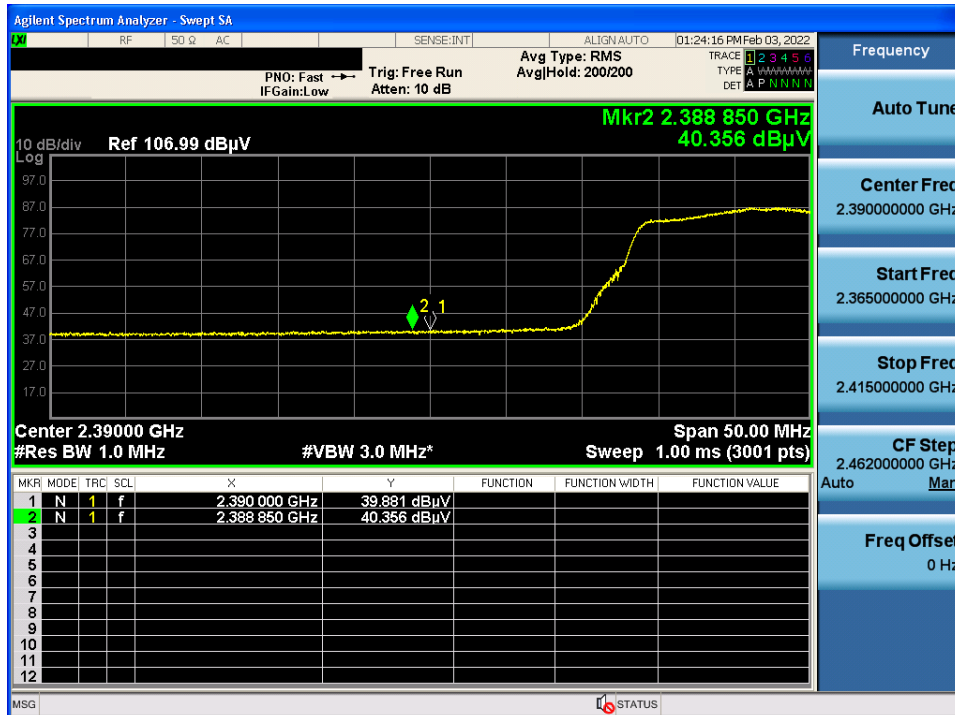 Agilent Spectrum Analyzer - Swept SA
LXI RF 50 Ω AC SENSE:INT ALIGN AUTO 01:24:16 PM Feb 03, 2022
Frequency
PNO: Fast Trig: Free Run Avg Type: RMS TRACE 1 2 3 4 5 6
IFGain:Low Atten: 10 dB Avg|Hold: 200/200 TYPE A WWWWW
DET A P N N N N
Auto Tune
Mkr2 2.388 850 GHz
40.356 dBµV
10 dB/div Ref 106.99 dBµV
Log
97.0
87.0
77.0
67.0
57.0
47.0
37.0
27.0
17.0
2 1
Center Freq
2.390000000 GHz
Start Freq
2.365000000 GHz
Stop Freq
2.415000000 GHz
Center 2.39000 GHz Span 50.00 MHz
#Res BW 1.0 MHz #VBW 3.0 MHz* Sweep 1.00 ms (3001 pts)
CF Step
2.462000000 GHz
Auto Man
Freq Offset
0 Hz
MKR MODE TRC SCL X Y FUNCTION FUNCTION WIDTH FUNCTION VALUE
1 N 1 f 2.390 000 GHz 39.881 dBµV
2 N 1 f 2.388 850 GHz 40.356 dBµV
3
4
5
6
7
8
9
10
11
12
MSG STATUS